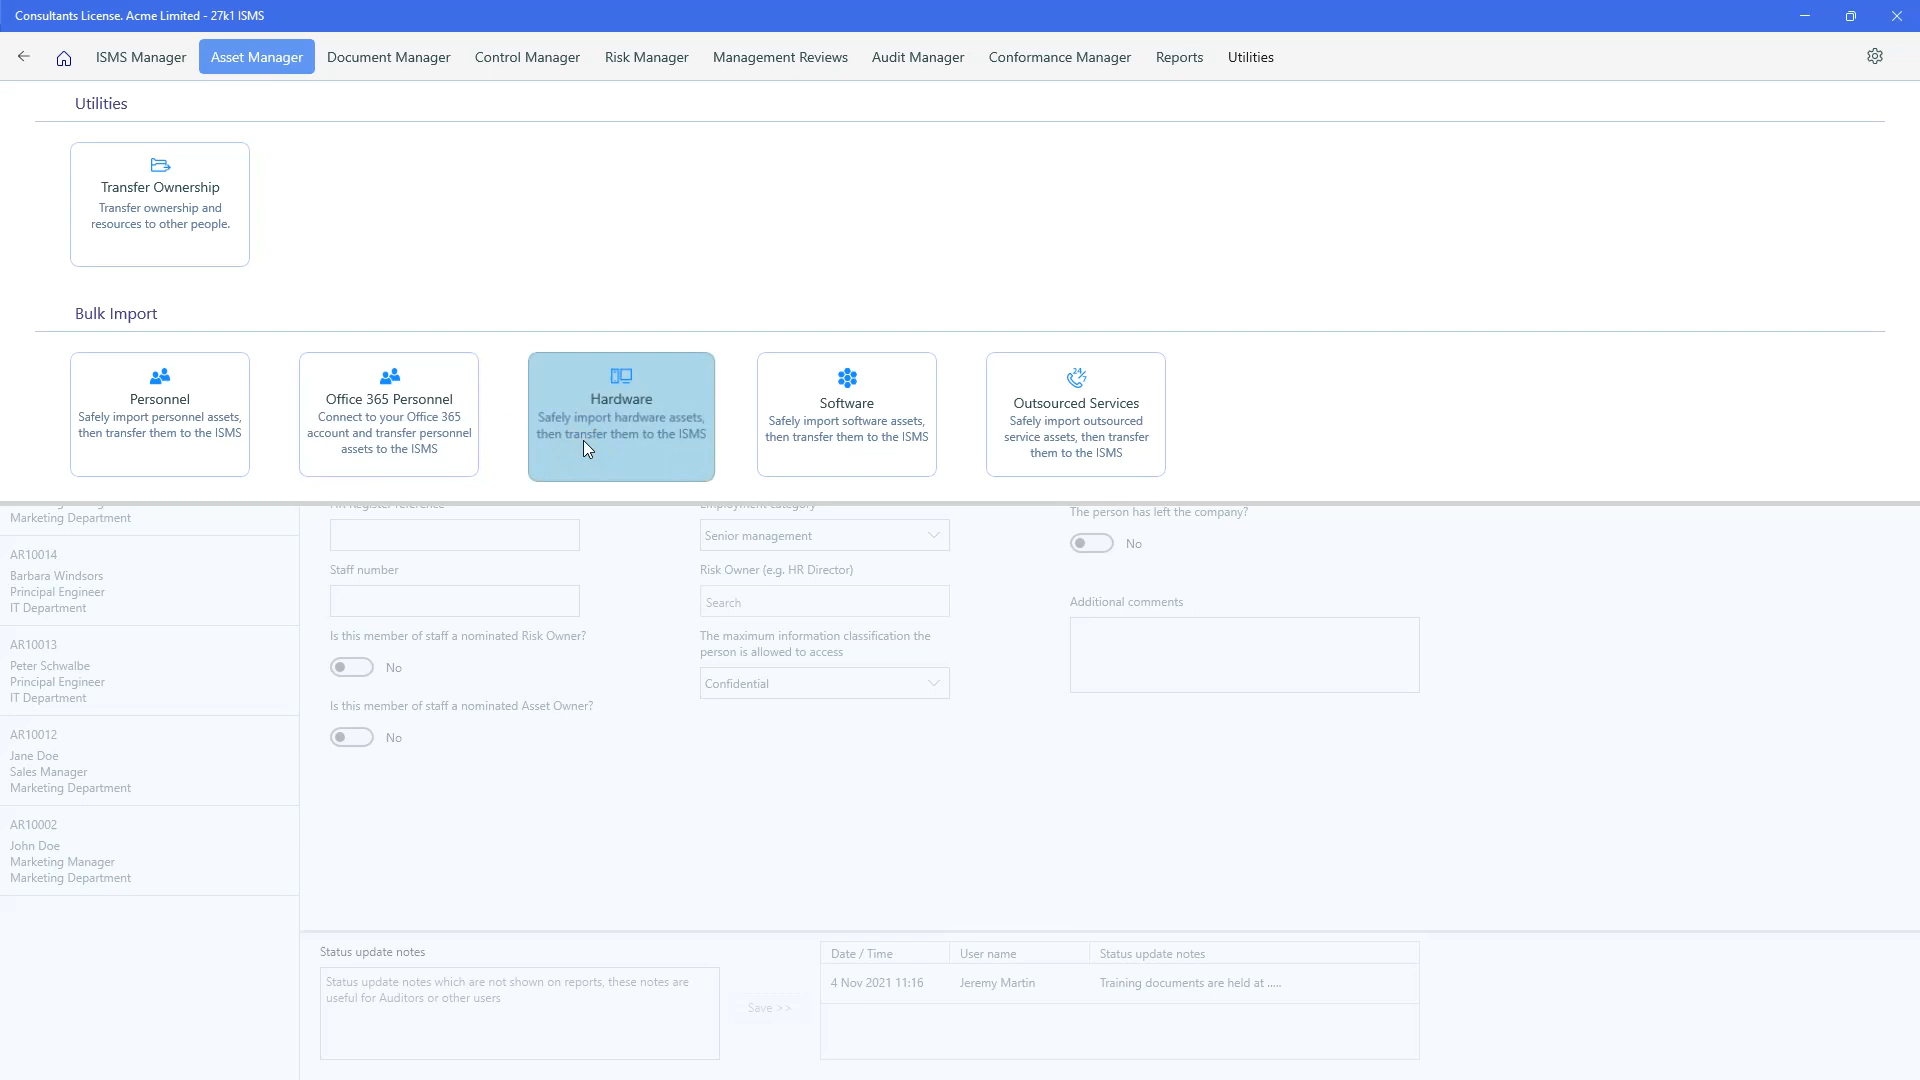 Consultants License. Acme Limited - 27k1 ISMS
ISMS Manager
Asset Manager
Document Manager
Control Manager
Risk Manager
Management Reviews
Audit Manager
Conformance Manager
Reports
Utilities
Utilities
Transfer Ownership
Transfer ownership and
resources to other people.
Bulk Import
Personnel
Safely import personnel assets,
then transfer them to the ISMS
Office 365 Personnel
Connect to your Office 365
account and transfer personnel
assets to the ISMS
Hardware
Safely import hardware assets,
then transfer them to the ISMS
Software
Safely import software assets,
then transfer them to the ISMS
24/7
Outsourced Services
Safely import outsourced
service assets, then transfer
them to the ISMS
Marketing Department
AR10014
Barbara Windsors
Principal Engineer
IT Department
AR10013
Peter Schwalbe
Principal Engineer
IT Department
AR10012
Jane Doe
Sales Manager
Marketing Department
AR10002
John Doe
Marketing Manager
Marketing Department
HR Register reference
Staff number
Is this member of staff a nominated Risk Owner?
No
Is this member of staff a nominated Asset Owner?
No
Employment category
Senior management
Risk Owner (e.g. HR Director)
Search
The maximum information classification the
person is allowed to access
Confidential
The person has left the company?
No
Additional comments
Status update notes
Status update notes which are not shown on reports, these notes are
useful for Auditors or other users
Save >>
Date / Time
User name
Status update notes
4 Nov 2021 11:16
Jeremy Martin
Training documents are held at .....